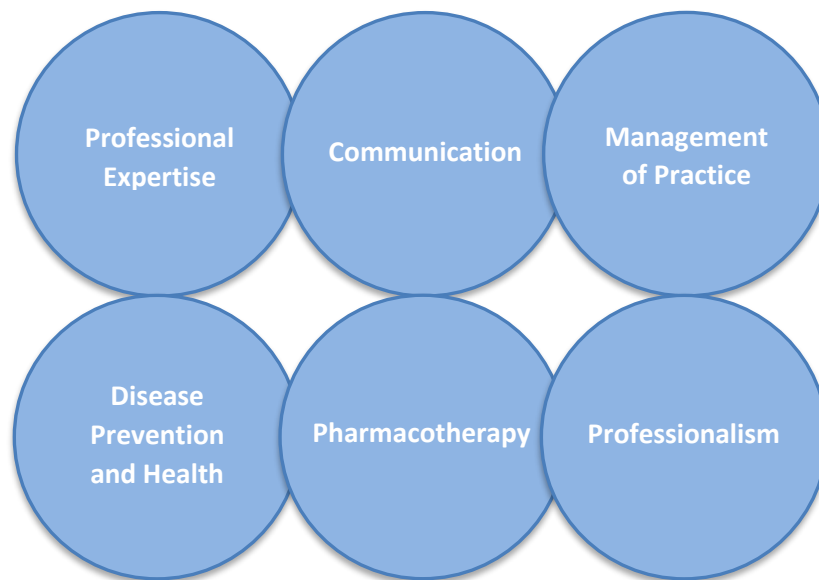 Professional
Expertise
Communication
Management
of Practice
Disease
Prevention
and Health
Pharmacotherapy
Professionalism